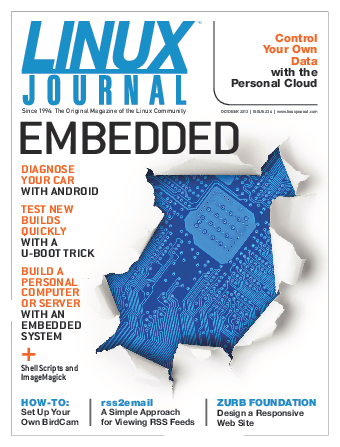 LINUX
JOURNAL
Since 1994 The Original Magazine of the Linux Community
Control
Your Own
Data
with the
Personal Cloud
OCTOBER 2013 | ISSUE 234 | www.linuxjournal.com
EMBEDDED
DIAGNOSE
YOUR CAR
WITH ANDROID
TEST NEW
BUILDS
QUICKLY
WITH A
U-BOOT TRICK
BUILD A
PERSONAL
COMPUTER
OR SERVER
WITH AN
EMBEDDED
SYSTEM
+
Shell Scripts and
ImageMagick
HOW-TO:
Set Up Your
Own BirdCam
rss2email
A Simple Approach
for Viewing RSS Feeds
ZURB FOUNDATION
Design a Responsive
Web Site